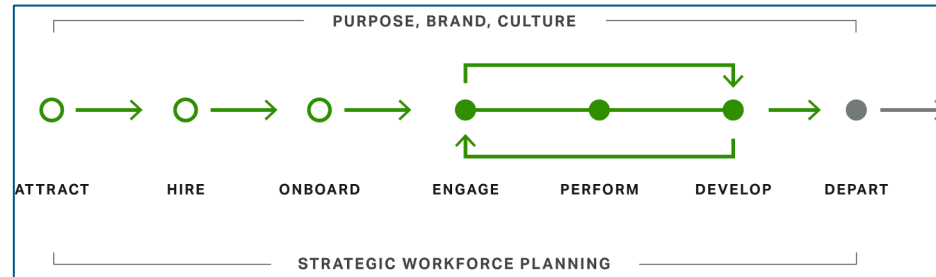 PURPOSE, BRAND, CULTURE
ATTRACT HIRE ONBOARD ENGAGE PERFORM DEVELOP DEPART
STRATEGIC WORKFORCE PLANNING